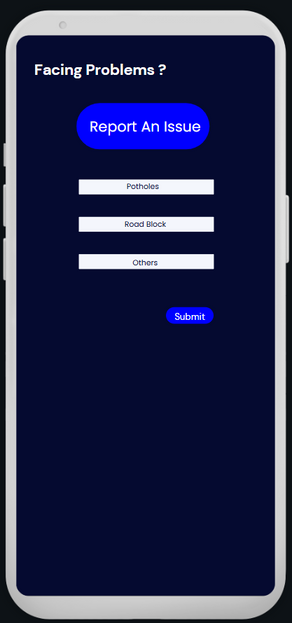 Facing Problems ?
Report An Issue
Potholes
Road Block
Others
Submit